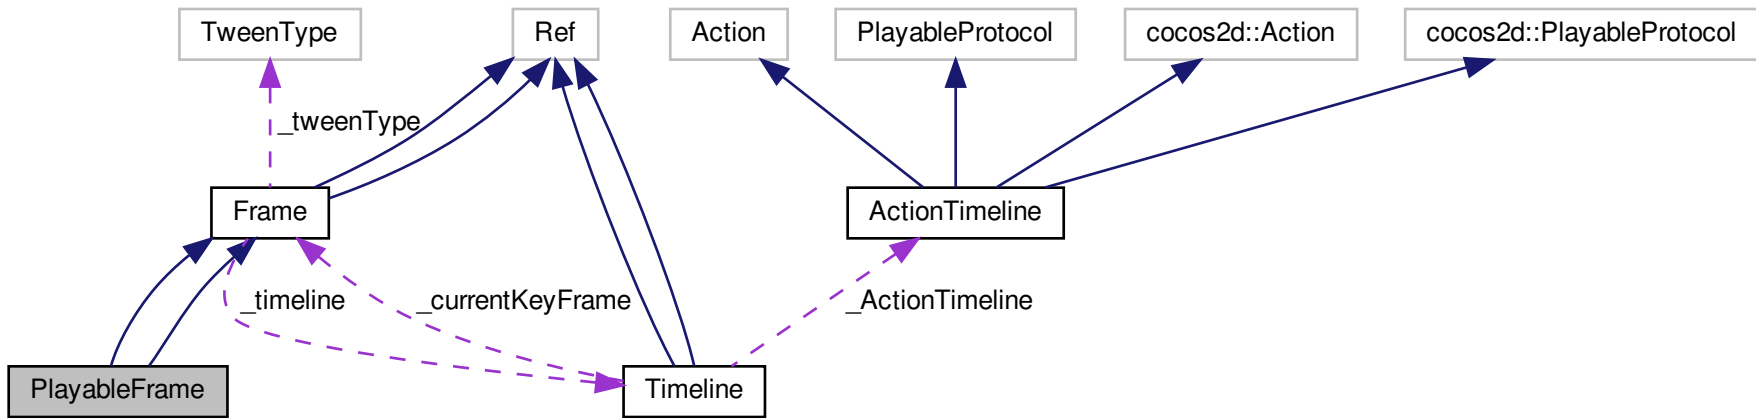 TweenType
Ref
Action
PlayableProtocol
cocos2d::Action
cocos2d::PlayableProtocol
_tweenType
Frame
ActionTimeline
_timeline
_currentKeyFrame
_ActionTimeline
PlayableFrame
Timeline